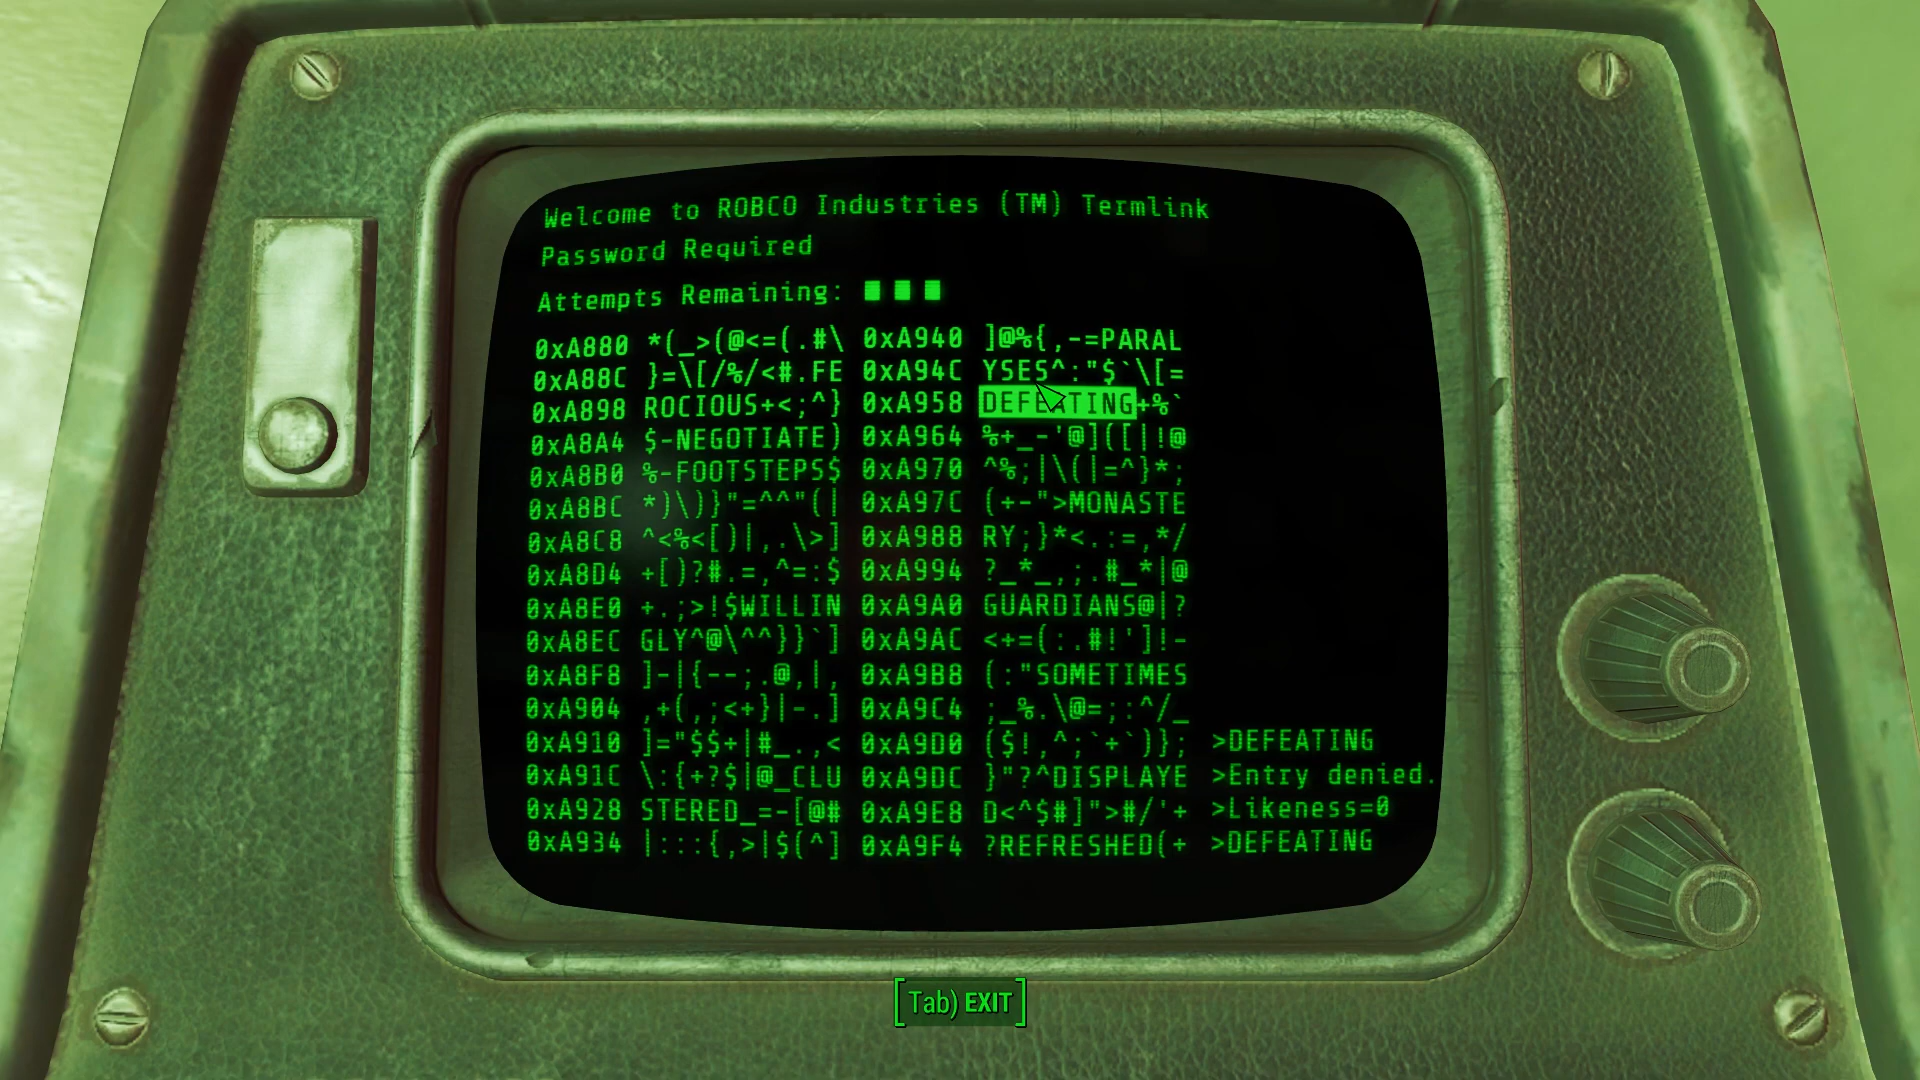 Welcome to ROBCO Industries (TM) Termlink
Password Required
Attempts Remaining: ■ ■ ■
0xA880 *(_>(@<=(.#\ 0xA940 ]@%{,-=PARAL
0xA88C }=\[/%/<#.FE 0xA94C YSES^:"$`\[=
0xA898 ROCIOUS+<;^} 0xA958 DEFEATING+%`
0xA8A4 $-NEGOTIATE) 0xA964 %+_-'@]([|!@
0xA8B0 %-FOOTSTEPS$ 0xA970 ^%;|\(|=^}*;
0xA8BC *)\)}"=^^"(| 0xA97C (+-">MONASTE
0xA8C8 ^<%<[)|,.\>] 0xA988 RY;}*<.:=,*/
0xA8D4 +[)?#.=,^=:$ 0xA994 ?_*_,;.#_*|@
0xA8E0 +.;>!$WILLIN 0xA9A0 GUARDIANS@|?
0xA8EC GLY^@\^^}}`] 0xA9AC <+=(:.#!']!-
0xA8F8 ]-|{--;.@,|, 0xA9B8 (:"SOMETIMES
0xA904 ,+(,;<+}|-.] 0xA9C4 ;_%.\@=;:^/_
0xA910 ]="$$+|#_.,< 0xA9D0 ($!,^;`+`)}; >DEFEATING
0xA91C \:{+?$|@_CLU 0xA9DC }"?^DISPLAYE >Entry denied.
0xA928 STERED_=-[@# 0xA9E8 D<^$#]">#/'+ >Likeness=0
0xA934 |:::{,>|$(^] 0xA9F4 ?REFRESHED(+ >DEFEATING
[Tab) EXIT]